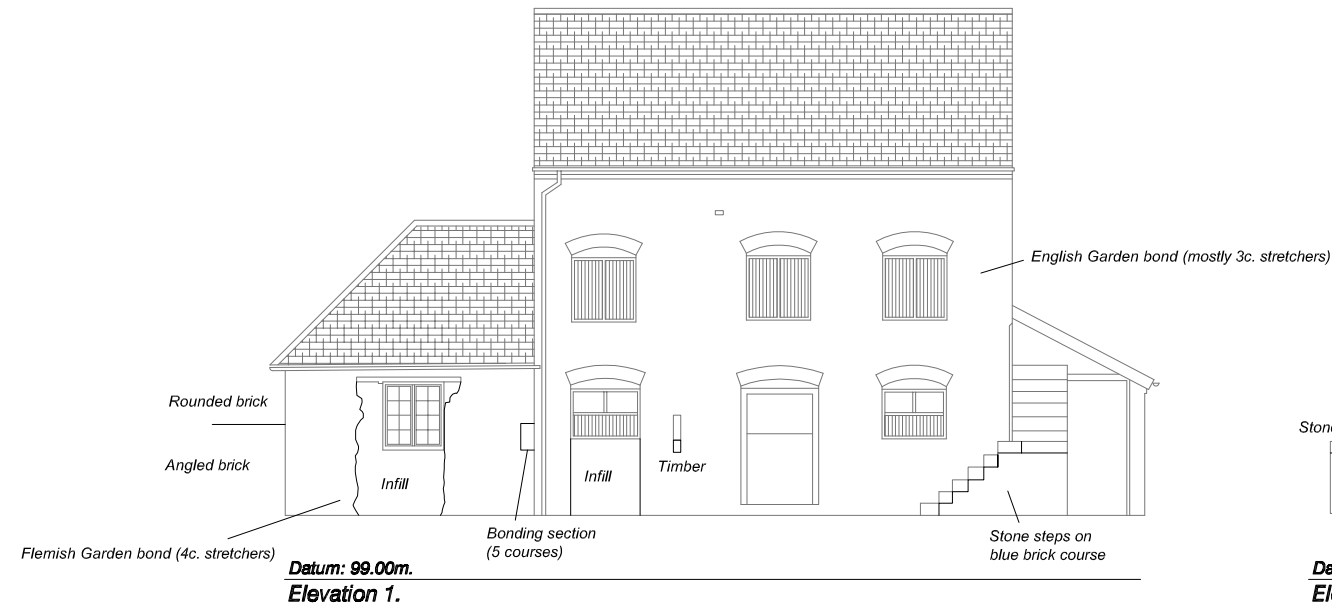 English Garden bond (mostly 3c. stretchers)
Rounded brick
Angled brick
Infill
Infill
Timber
Flemish Garden bond (4c. stretchers)
Bonding section
(5 courses)
Stone steps on
blue brick course
Datum: 99.00m.
Elevation 1.